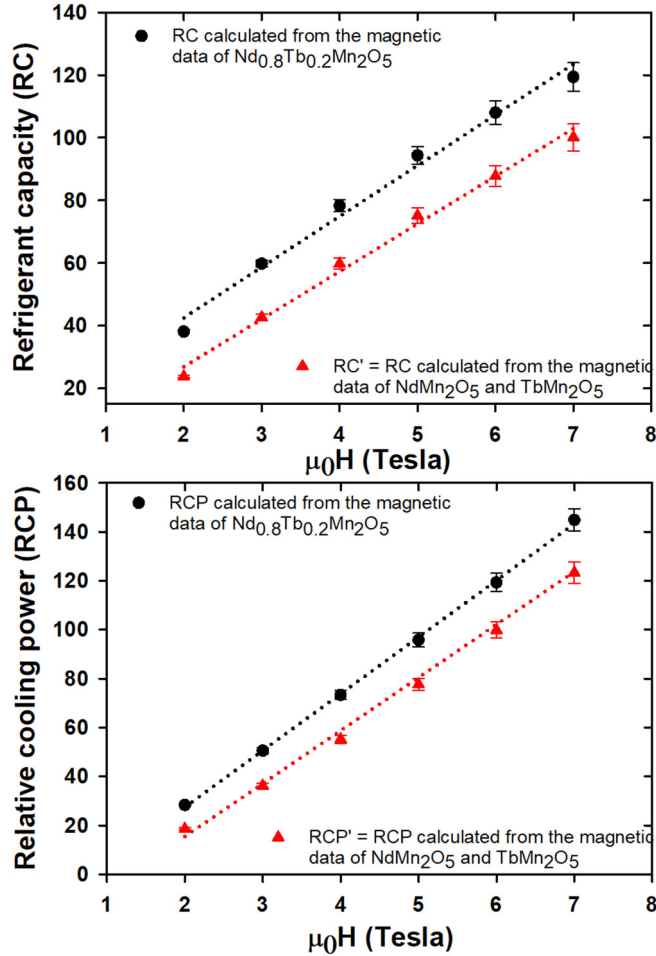 140
RC calculated from the magnetic
data of Nd0.8Tb0.2Mn2O5
120
100
80
60
40
20
Refrigerant capacity (RC)
RC' = RC calculated from the magnetic
data of NdMn2O5 and TbMn2O5
1 2 3 4 5 6 7 8
μ0H (Tesla)
160
RCP calculated from the magnetic
data of Nd0.8Tb0.2Mn2O5
140
120
100
80
60
40
20
0
Relative cooling power (RCP)
RCP' = RCP calculated from the magnetic
data of NdMn2O5 and TbMn2O5
1 2 3 4 5 6 7 8
μ0H (Tesla)